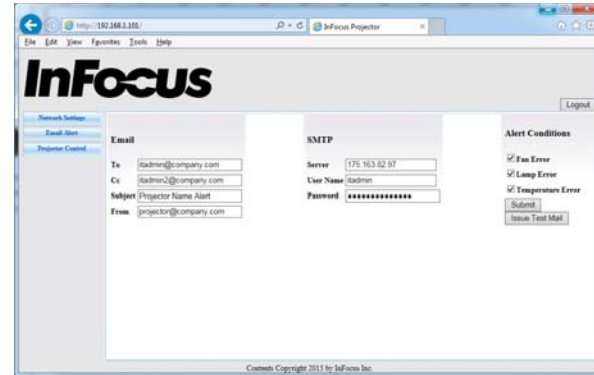 http://192.168.1.101/
InFocus Projector
File Edit View Favorites Tools Help
InFocus
Logout
Network Settings
Email Alert
Projector Control
Email
To itadmin@company.com
Cc itadmin2@company.com
Subject Projector Name Alert
From projector@company.com
SMTP
Server 175.163.62.97
User Name itadmin
Password ●●●●●●●●●●●●●●
Alert Conditions
Fan Error
Lamp Error
Temperature Error
Submit
Issue Test Mail
Contents Copyright 2015 by InFocus Inc.